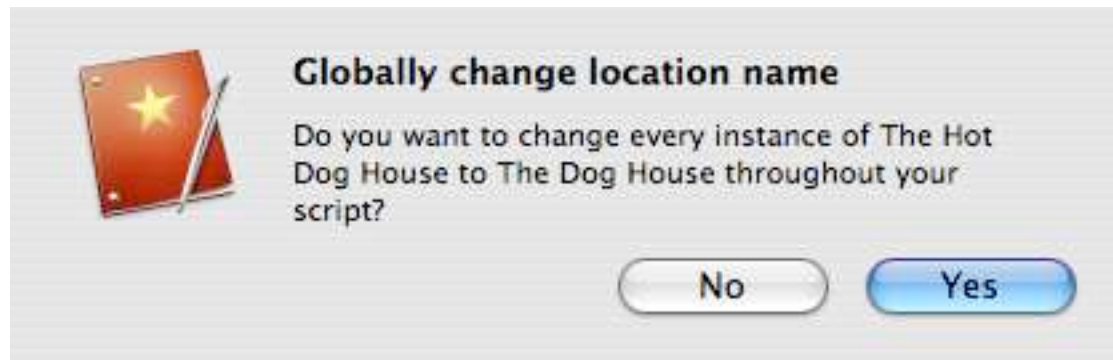 Globally change location name
Do you want to change every instance of The Hot
Dog House to The Dog House throughout your
script?
No
Yes